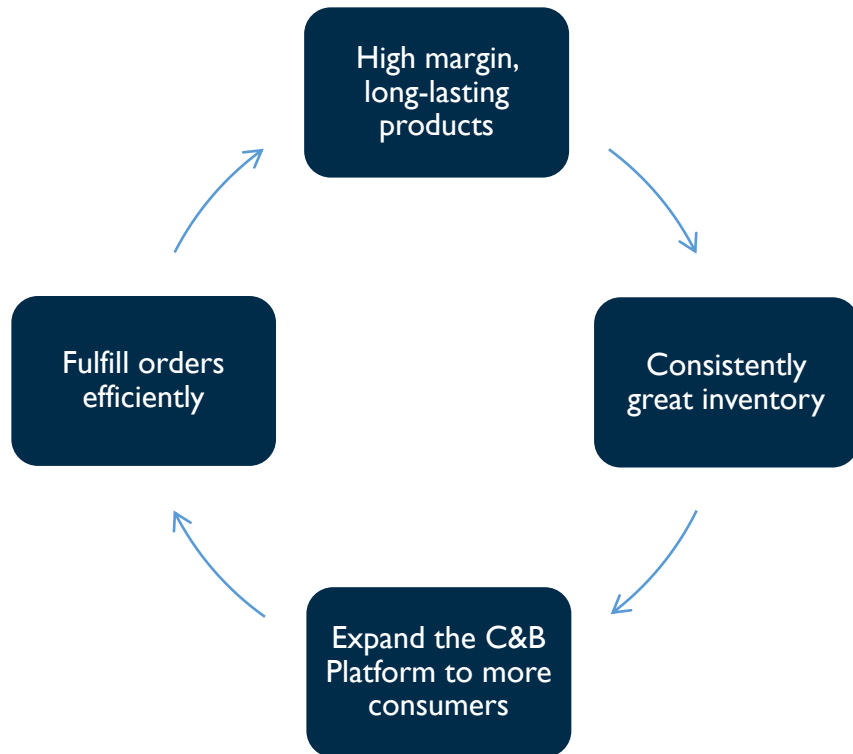 High margin,
long-lasting
products
Fulfill orders
efficiently
Consistently
great inventory
Expand the C&B
Platform to more
consumers